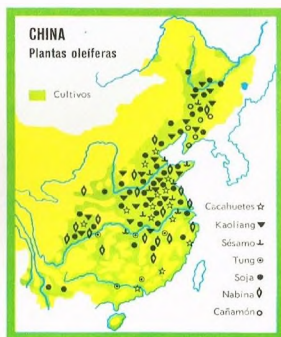 CHINA
Plantas oleíferas
Cultivos
Cacahuetes
Kaoliang
Sésamo
Tung
Soja
Nabina
Cañamón